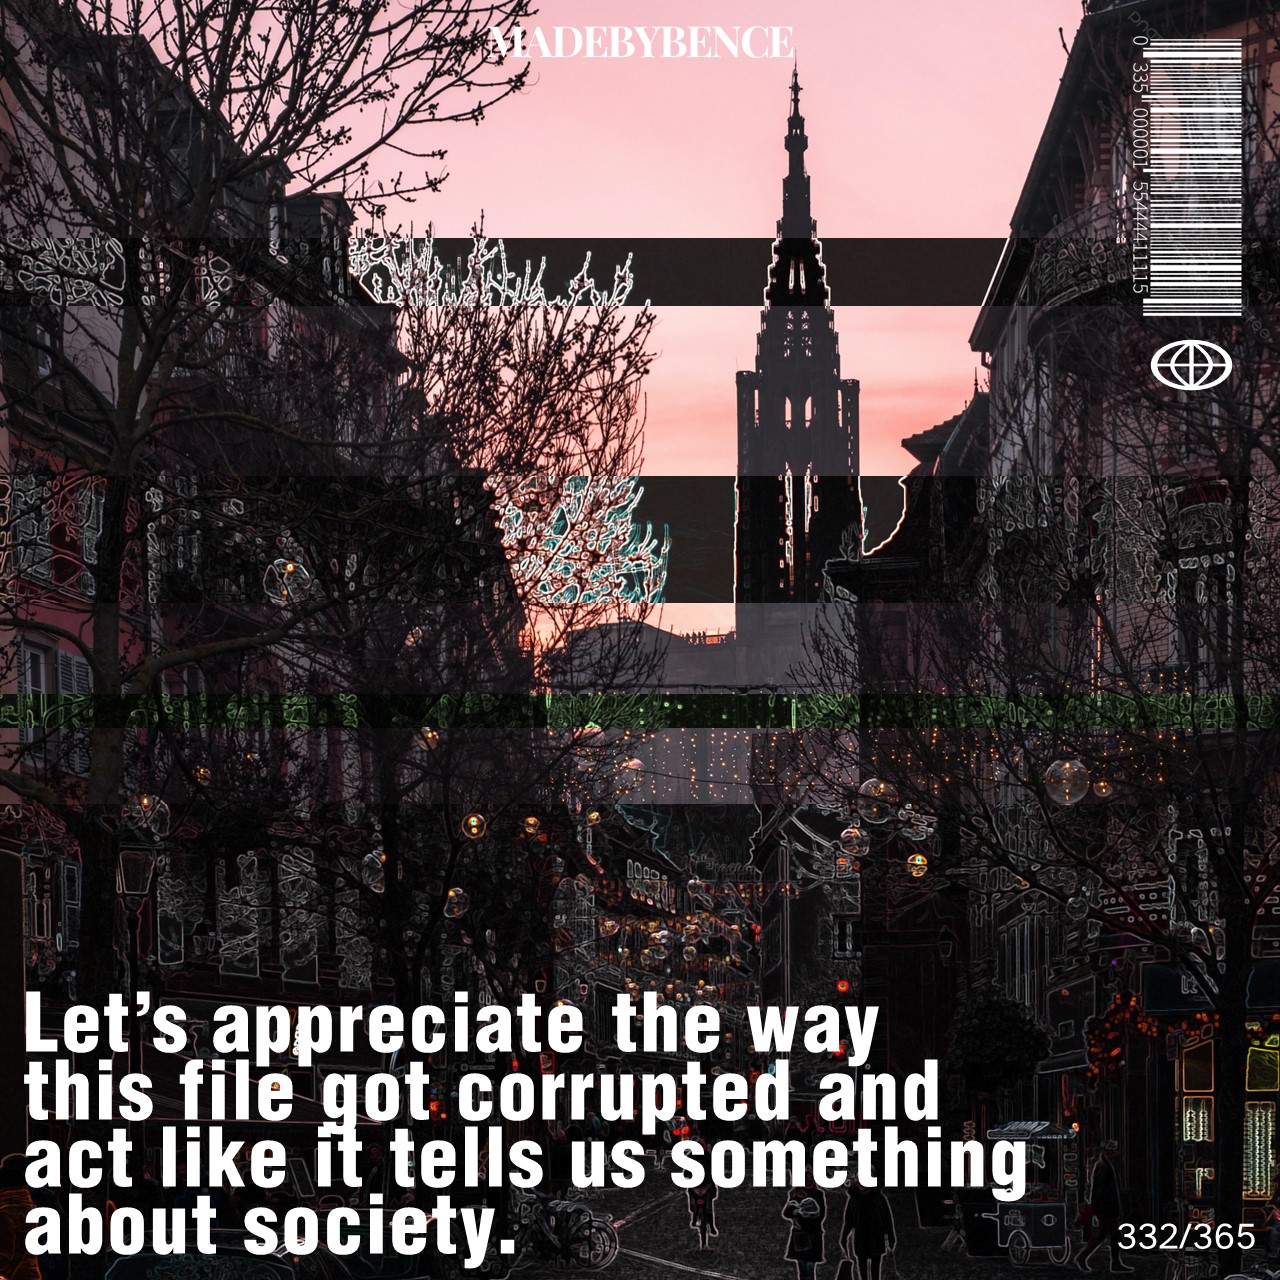 MADEBYBENCE
0 335 000001 554444111115
Let’s appreciate the way
this file got corrupted and
act like it tells us something
about society.
332/365